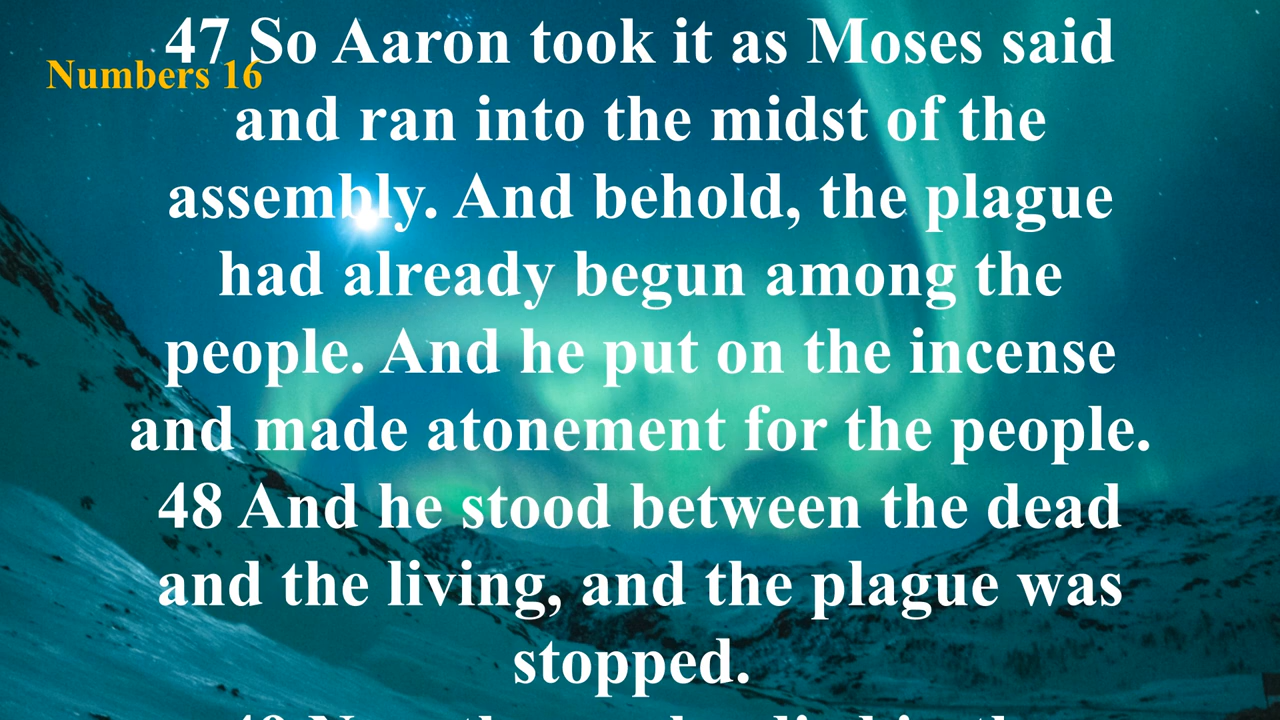 47 So Aaron took it as Moses said
Numbers 16
and ran into the midst of the
assembly. And behold, the plague
had already begun among the
people. And he put on the incense
and made atonement for the people.
48 And he stood between the dead
and the living, and the plague was
stopped.